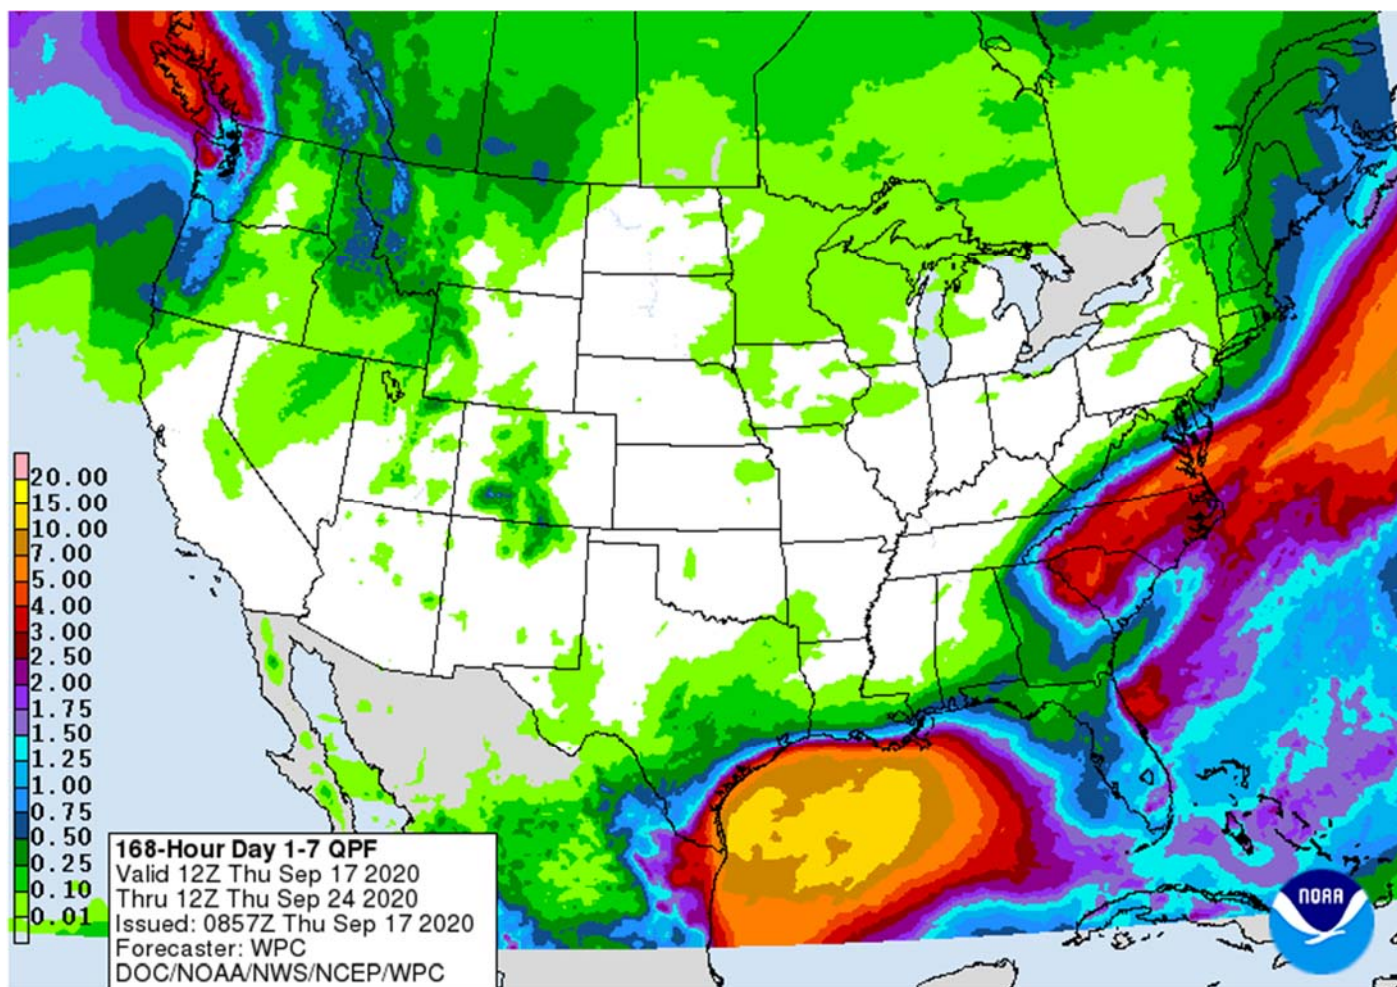 20.00
15.00
10.00
7.00
5.00
4.00
3.00
2.50
2.00
1.75
1.50
1.25
1.00
0.75
0.50
0.25
0.10
0.01
168-Hour Day 1-7 QPF
Valid 12Z Thu Sep 17 2020
Thru 12Z Thu Sep 24 2020
Issued: 0857Z Thu Sep 17 2020
Forecaster: WPC
DOC/NOAA/NWS/NCEP/WPC
NOAA